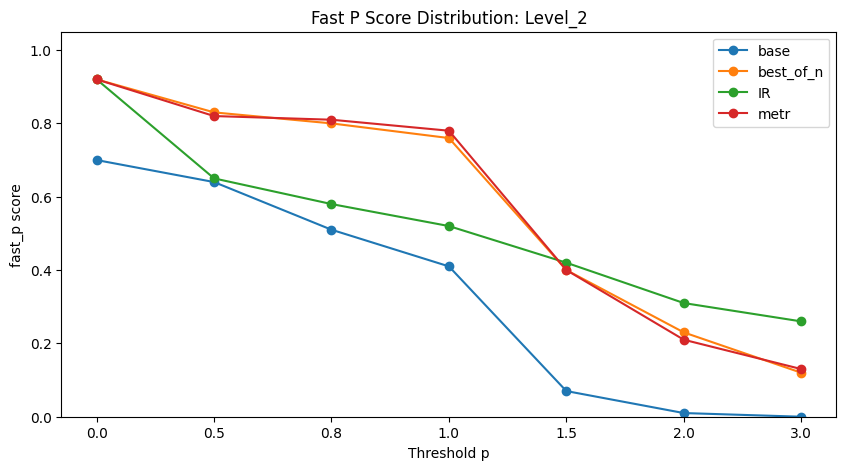 Fast P Score Distribution: Level_2
fast_p score
1.0
0.8
0.6
0.4
0.2
0.0
base
best_of_n
IR
metr
0.0 0.5 0.8 1.0 1.5 2.0 3.0
Threshold p